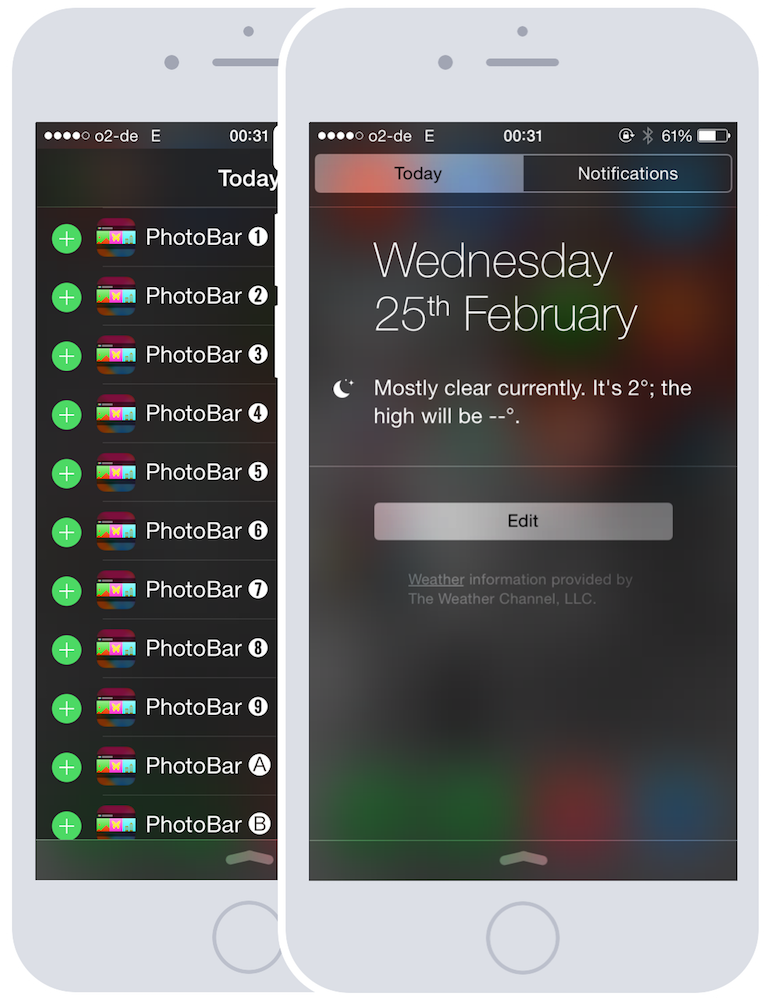 o2-de E 00:31
Today
PhotoBar ❶
PhotoBar ❷
PhotoBar ❸
PhotoBar ❹
PhotoBar ❺
PhotoBar ❻
PhotoBar ❼
PhotoBar ❽
PhotoBar ❾
PhotoBar Ⓐ
PhotoBar Ⓑ
o2-de E 00:31 61%
Today Notifications
Wednesday
25th February
Mostly clear currently. It's 2°; the
high will be --°.
Edit
Weather information provided by
The Weather Channel, LLC.